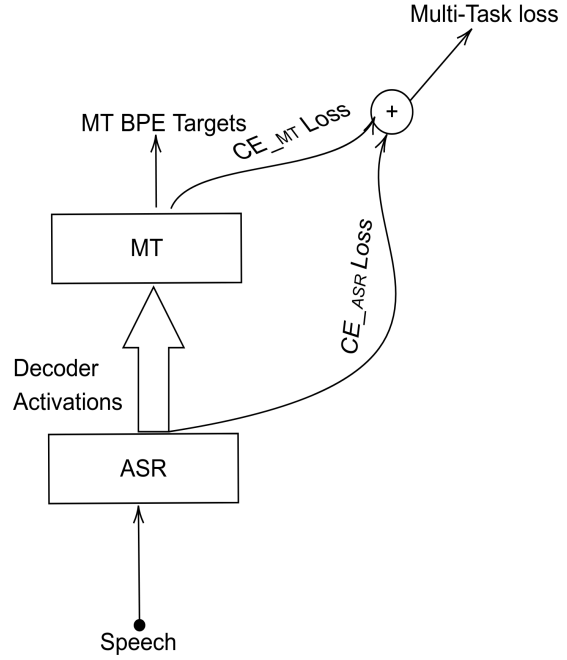 Multi-Task loss
+
MT BPE Targets
CE_MT Loss
MT
CE_ASR Loss
Decoder
Activations
ASR
Speech